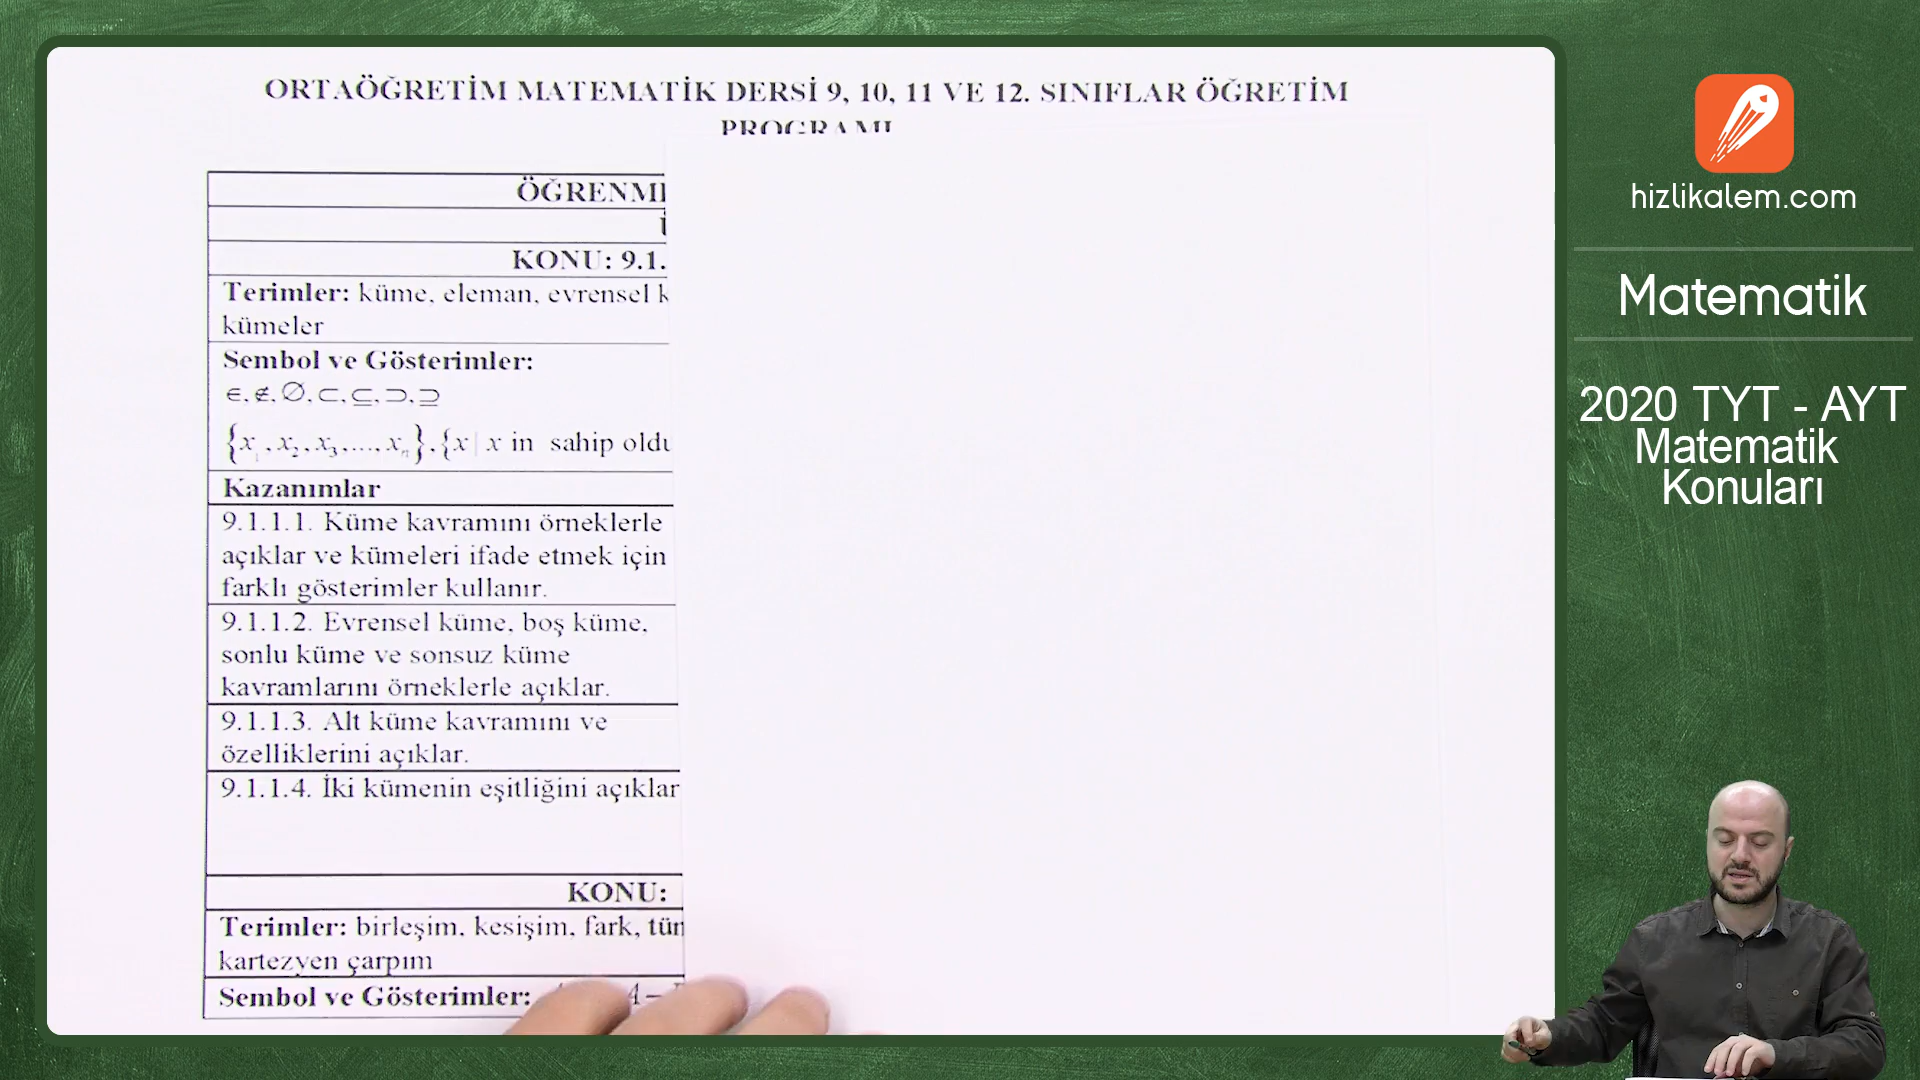 ORTAÖĞRETİM MATEMATİK DERSİ 9, 10, 11 VE 12. SINIFLAR ÖĞRETİM
PROGRAMI
KONU: 9.1.
Terimler: küme, eleman, evrensel
kümeler
Sembol ve Gösterimler:
∈, ∉, ∅, ⊂, ⊆, ⊃, ⊇
{x₁, x₂, x₃, ..., xₙ}, {x | x in sahip
Kazanımlar
9.1.1.1. Küme kavramını örneklerle
açıklar ve kümeleri ifade etmek için
farklı gösterimler kullanır.
9.1.1.2. Evrensel küme, boş küme,
sonlu küme ve sonsuz küme
kavramlarını örneklerle açıklar.
9.1.1.3. Alt küme kavramını ve
özelliklerini açıklar.
9.1.1.4. İki kümenin eşitliğini açıklar
KONU:
Terimler: birleşim, kesişim, fark,
kartezyen çarpım
Sembol ve Gösterimler:
hizlikalem.com
Matematik
2020 TYT - AYT
Matematik
Konuları